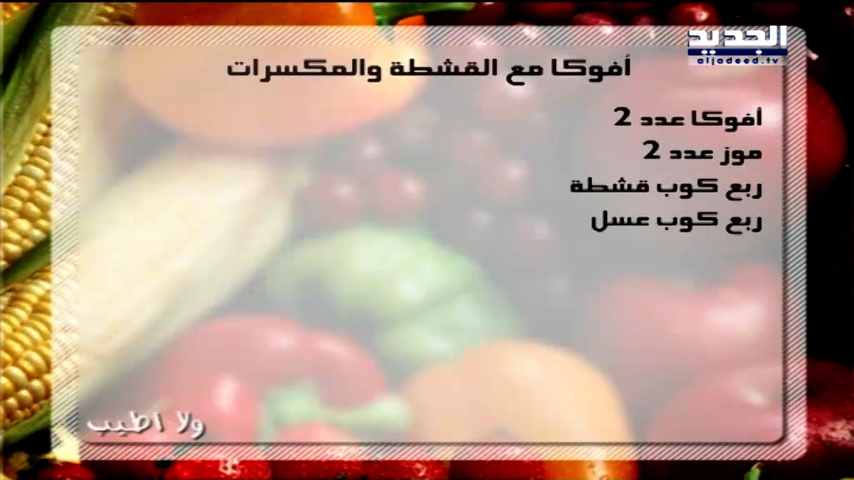 الجديد
aljadeed.tv
أفوكا مع القشطة والمكسرات
أفوكا عدد 2
موز عدد 2
ربع كوب قشطة
ربع كوب عسل
ولا اطيب